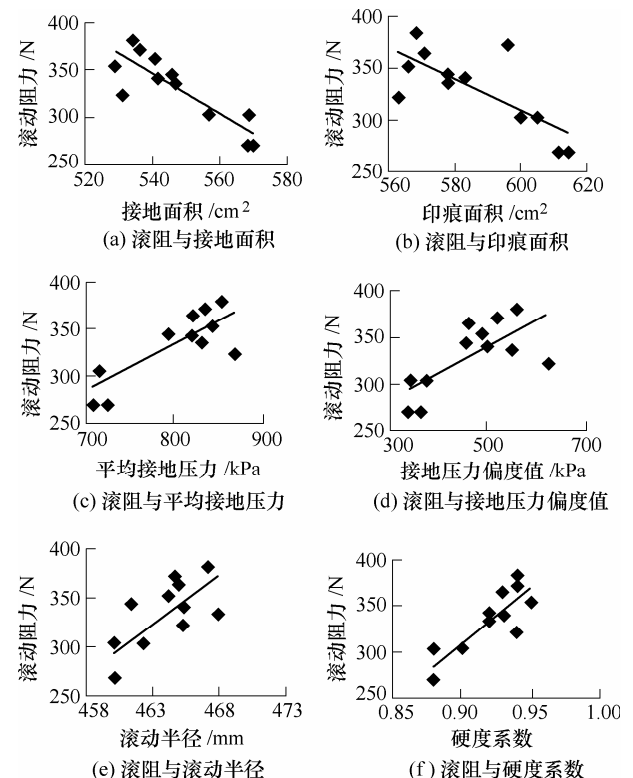 400
350
300
250
滚动阻力 /N
520
540
560
580
接地面积 /cm²
(a) 滚阻与接地面积
400
350
300
250
滚动阻力 /N
560
580
600
620
印痕面积 /cm²
(b) 滚阻与印痕面积
400
350
300
250
滚动阻力 /N
700
800
900
平均接地压力 /kPa
(c) 滚阻与平均接地压力
400
350
300
250
滚动阻力 /N
300
500
700
接地压力偏度值 /kPa
(d) 滚阻与接地压力偏度值
400
350
300
250
滚动阻力 /N
458
463
468
473
滚动半径 /mm
(e) 滚阻与滚动半径
400
350
300
250
滚动阻力 /N
0.85
0.90
0.95
1.00
硬度系数
(f) 滚阻与硬度系数